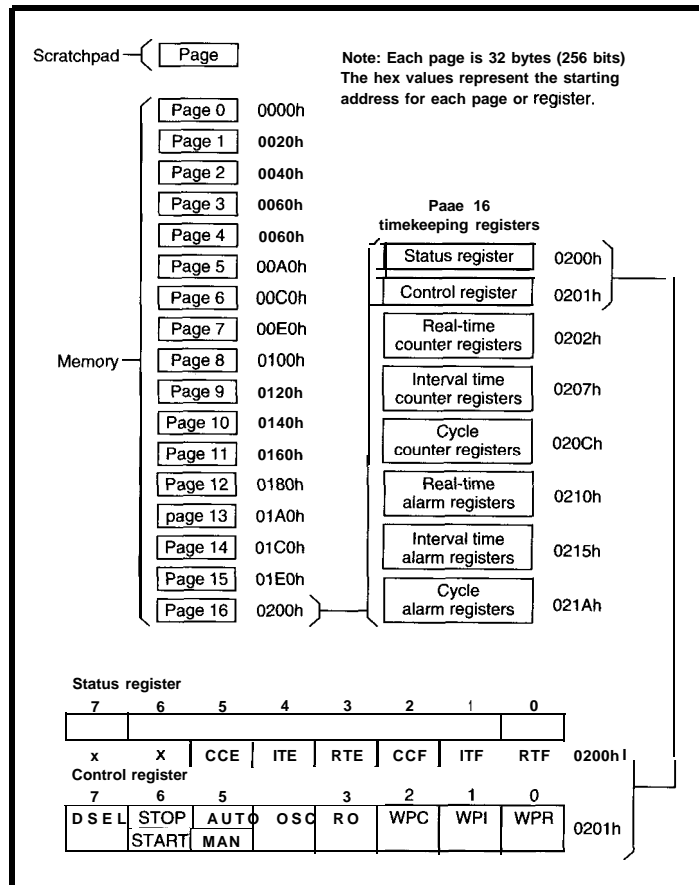 Scratchpad Page
Note: Each page is 32 bytes (256 bits)
The hex values represent the starting
address for each page or register.
Memory
Page 0 0000h
Page 1 0020h
Page 2 0040h
Page 3 0060h
Page 4 0060h
Page 5 00A0h
Page 6 00C0h
Page 7 00E0h
Page 8 0100h
Page 9 0120h
Page 10 0140h
Page 11 0160h
Page 12 0180h
page 13 01A0h
Page 14 01C0h
Page 15 01E0h
Page 16 0200h
Paae 16
timekeeping registers
Status register 0200h
Control register 0201h
Real-time
counter registers 0202h
Interval time
counter registers 0207h
Cycle
counter registers 020Ch
Real-time
alarm registers 0210h
Interval time
alarm registers 0215h
Cycle
alarm registers 021Ah
Status register
7 6 5 4 3 2 1 0
x X CCE ITE RTE CCF ITF RTF 0200h I
Control register
7 6 5 3 2 1 0
DSEL STOP AUTO OSC RO WPC WPI WPR 0201h
START MAN